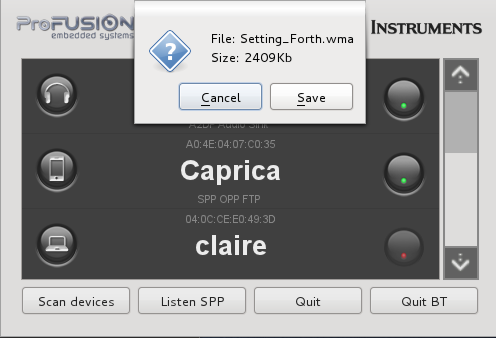 ProFUSION
embedded systems
INSTRUMENTS
File: Setting_Forth.wma
Size: 2409Kb
Cancel
Save
A2DP Audio Sink
A0:4E:04:07:C0:35
Caprica
SPP OPP FTP
04:0C:CE:E0:49:3D
claire
Scan devices
Listen SPP
Quit
Quit BT